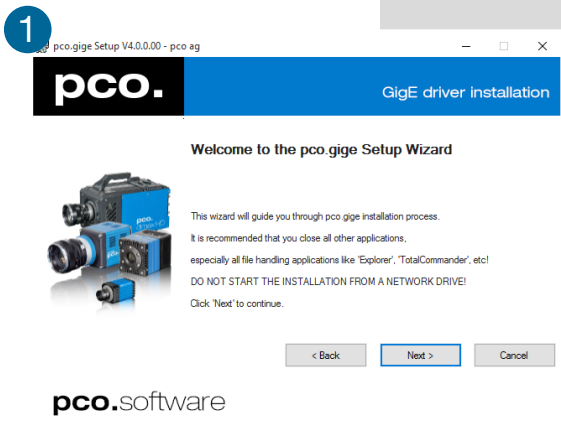 1
pco.gige Setup V4.0.0.00 - pco ag
pco.
GigE driver installation
Welcome to the pco.gige Setup Wizard
pco.
This wizard will guide you through pco.gige installation process.
It is recommended that you close all other applications,
especially all file handling applications like 'Explorer', 'TotalCommander', etc!
DO NOT START THE INSTALLATION FROM A NETWORK DRIVE!
Click 'Next' to continue.
< Back
Next >
Cancel
pco.software